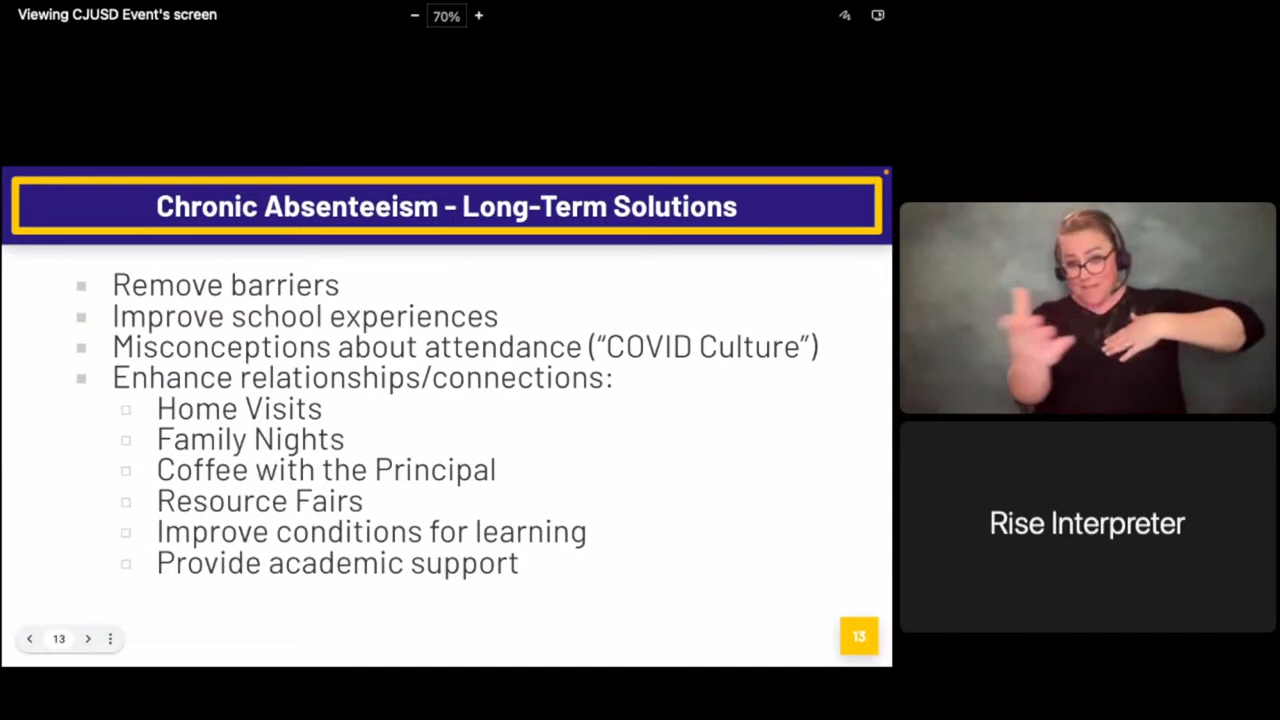 Viewing CJUSD Event's screen
− 70% +
Chronic Absenteeism - Long-Term Solutions
Remove barriers
Improve school experiences
Misconceptions about attendance (“COVID Culture”)
Enhance relationships/connections:
Home Visits
Family Nights
Coffee with the Principal
Resource Fairs
Improve conditions for learning
Provide academic support
13
13
Rise Interpreter